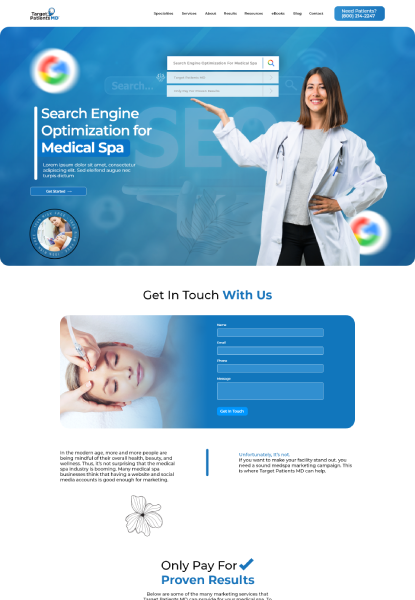 Target
Patients MD
Specialties Services About Results Resources eBooks Blog Contact
Need Patients?
(800) 214-2247
Search Engine Optimization For Medical Spa
Target Patients MD
Only Pay For Proven Results
Search...
SEO
Search Engine
Optimization for
Medical Spa
Lorem ipsum dolor sit amet, consectetur
adipiscing elit. Sed eleifend augue nec
turpis dictum
Get Started
Get In Touch With Us
Name
Email
Phone
Message
Get In Touch
In the modern age, more and more people are
being mindful of their overall health, beauty, and
wellness. Thus, it's not surprising that the medical
spa industry is booming. Many medical spa
businesses think that having a website and social
media accounts is good enough for marketing.
Unfortunately, it's not.
If you want to make your facility stand out, you
need a sound medspa marketing campaign. This
is where Target Patients MD can help.
Only Pay For
Proven Results
Below are some of the many marketing services that
Target Patients MD can provide for your medical spa. To